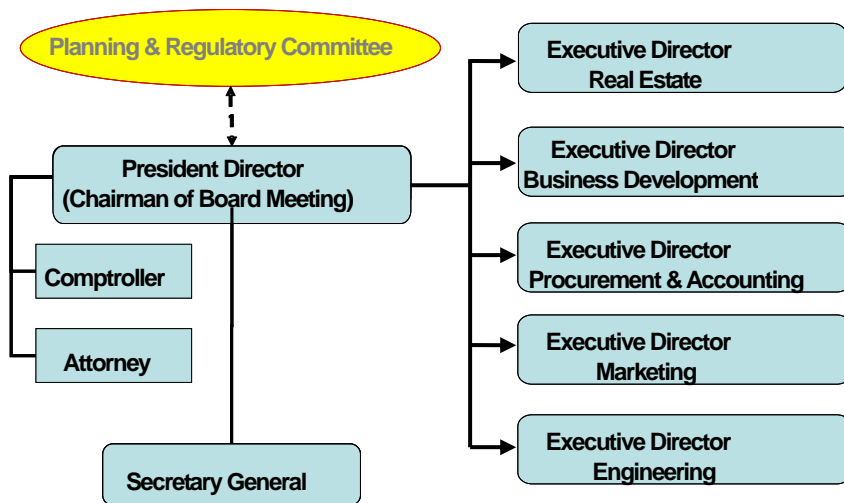 Planning & Regulatory Committee
President Director
(Chairman of Board Meeting)
Comptroller
Attorney
Secretary General
Executive Director
Real Estate
Executive Director
Business Development
Executive Director
Procurement & Accounting
Executive Director
Marketing
Executive Director
Engineering